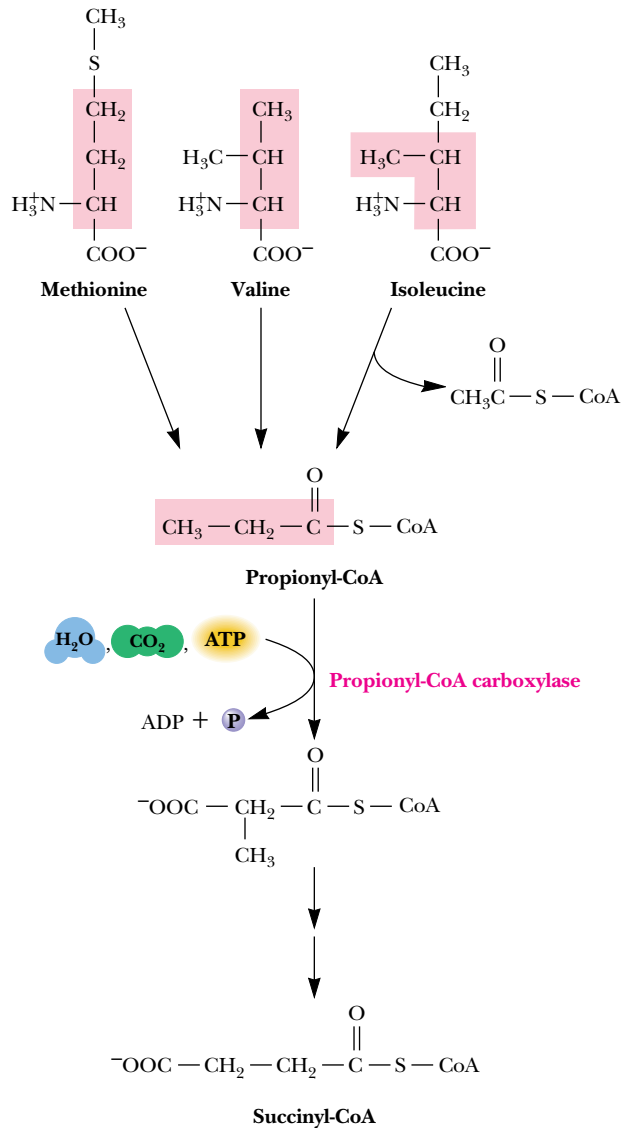 CH₃
S
CH₂
CH₂
H₃⁺N — CH
COO⁻
Methionine
CH₃
H₃C — CH
H₃⁺N — CH
COO⁻
Valine
CH₃
CH₂
H₃C — CH
H₃⁺N — CH
COO⁻
Isoleucine
O
CH₃C — S — CoA
O
CH₃ — CH₂ — C — S — CoA
Propionyl-CoA
H₂O , CO₂ , ATP
Propionyl-CoA carboxylase
ADP + P
O
⁻OOC — CH₂ — C — S — CoA
CH₃
O
⁻OOC — CH₂ — CH₂ — C — S — CoA
Succinyl-CoA